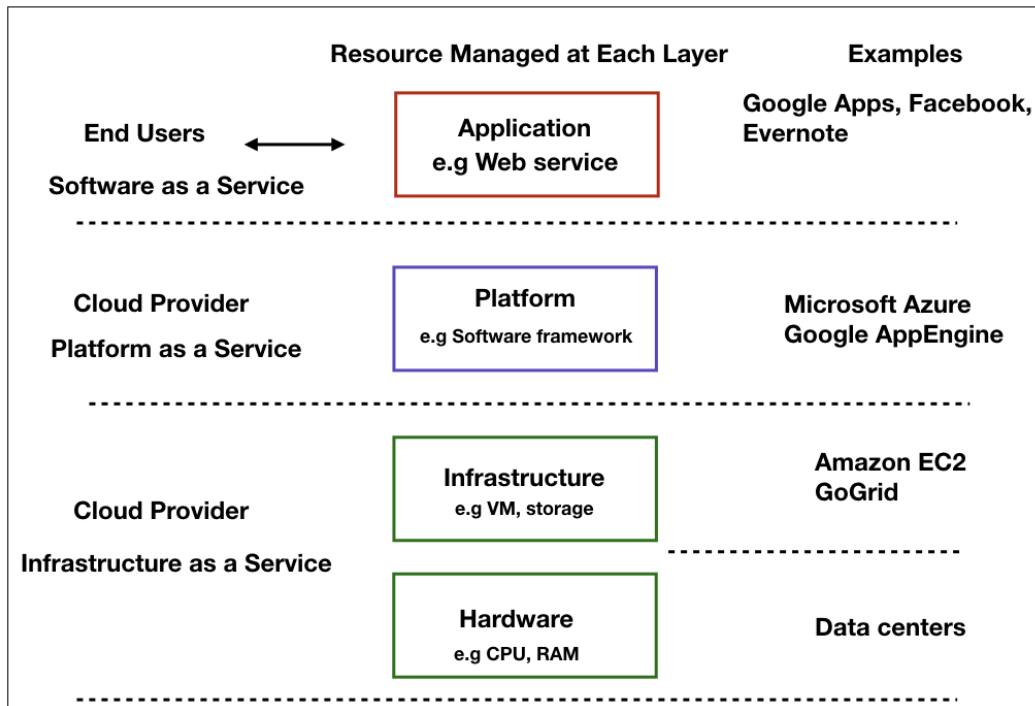 Resource Managed at Each Layer
Examples
End Users
Software as a Service
Application
e.g Web service
Google Apps, Facebook,
Evernote
Cloud Provider
Platform as a Service
Platform
e.g Software framework
Microsoft Azure
Google AppEngine
Cloud Provider
Infrastructure as a Service
Infrastructure
e.g VM, storage
Amazon EC2
GoGrid
Hardware
e.g CPU, RAM
Data centers